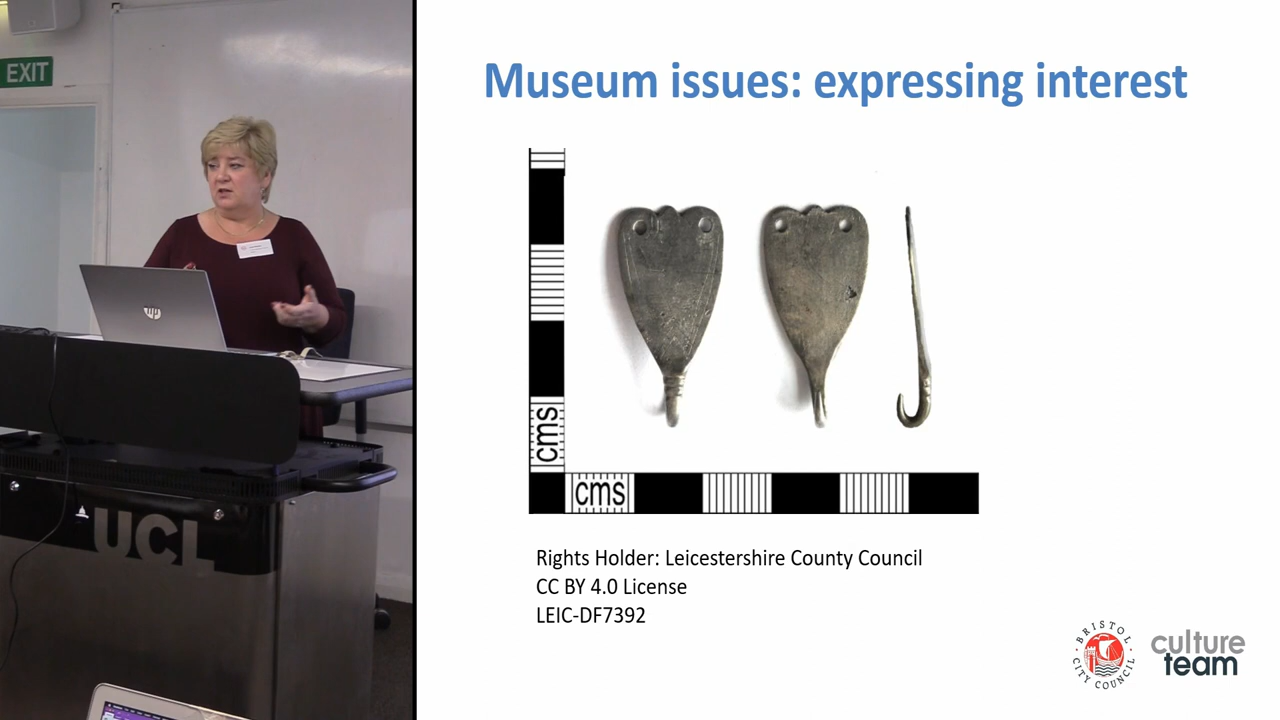 EXIT
hp
UCL
Museum issues: expressing interest
cms
cms
Rights Holder: Leicestershire County Council
CC BY 4.0 License
LEIC-DF7392
BRISTOL
CITY COUNCIL
culture
team